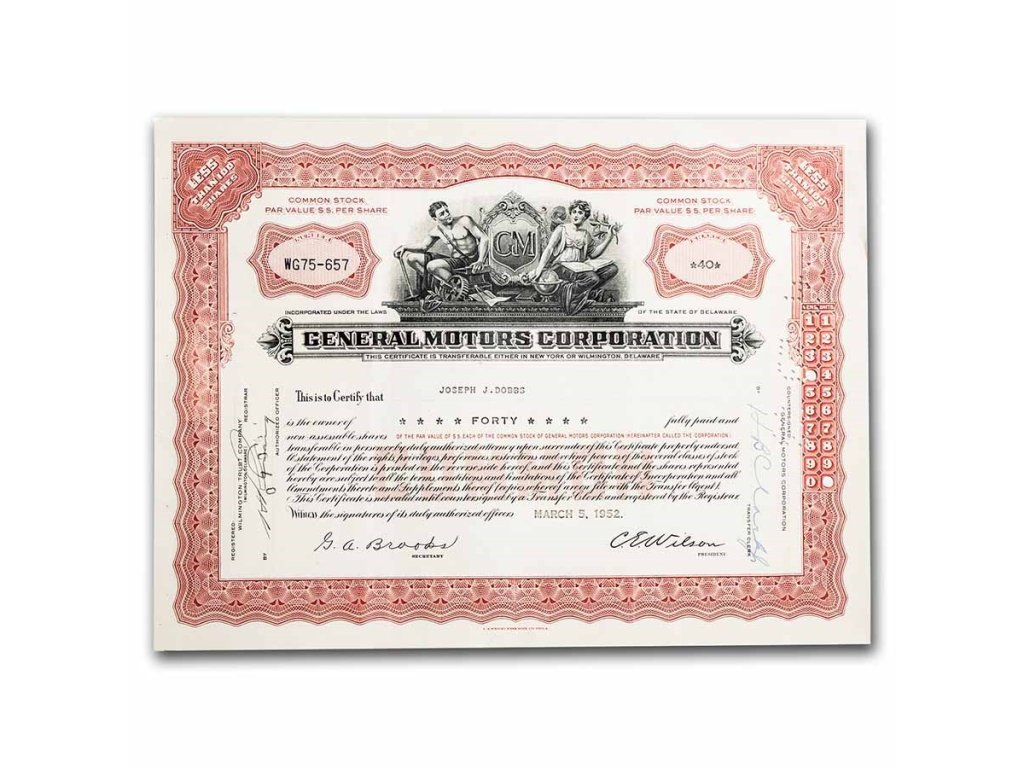 LESS
THAN 100
SHARES
LESS
THAN 100
SHARES
COMMON STOCK
PAR VALUE $5. PER SHARE
COMMON STOCK
PAR VALUE $5. PER SHARE
WG75-657
GM
☆40☆
INCORPORATED UNDER THE LAWS
OF THE STATE OF DELAWARE
GENERAL MOTORS CORPORATION
THIS CERTIFICATE IS TRANSFERABLE EITHER IN NEW YORK OR WILMINGTON, DELAWARE
This is to Certify that JOSEPH J. DOBBS
is the owner of ☆ ☆ ☆ ☆ FORTY ☆ ☆ ☆ ☆ fully paid and
non-assessable shares OF THE PAR VALUE OF $5. EACH OF THE COMMON STOCK OF GENERAL MOTORS CORPORATION (HEREINAFTER CALLED THE CORPORATION)
transferable in person or by duly authorized attorney upon surrender of this Certificate properly endorsed.
A statement of the rights, privileges, preferences, restrictions and voting powers of the several classes of stock
of the Corporation is printed on the reverse side hereof, and this Certificate and the shares represented
hereby are subject to all the terms, conditions and limitations of the Certificate of Incorporation and all
Amendments thereto and Supplements thereof (copies whereof are on file with the Transfer Agent).
This Certificate is not valid until countersigned by a Transfer Clerk and registered by the Registrar.
Witness the signatures of its duly authorized officers MARCH 5, 1952.
G. A. Brooks
SECRETARY
C.E. Wilson
PRESIDENT
REGISTERED:
WILMINGTON TRUST COMPANY
REGISTRAR
BY
AUTHORIZED OFFICER
COUNTERSIGNED
GENERAL MOTORS CORPORATION
BY
TRANSFER CLERK
1 1
2 2
3 3
4
5 5
6 6
7 7
8 8
9 9
0